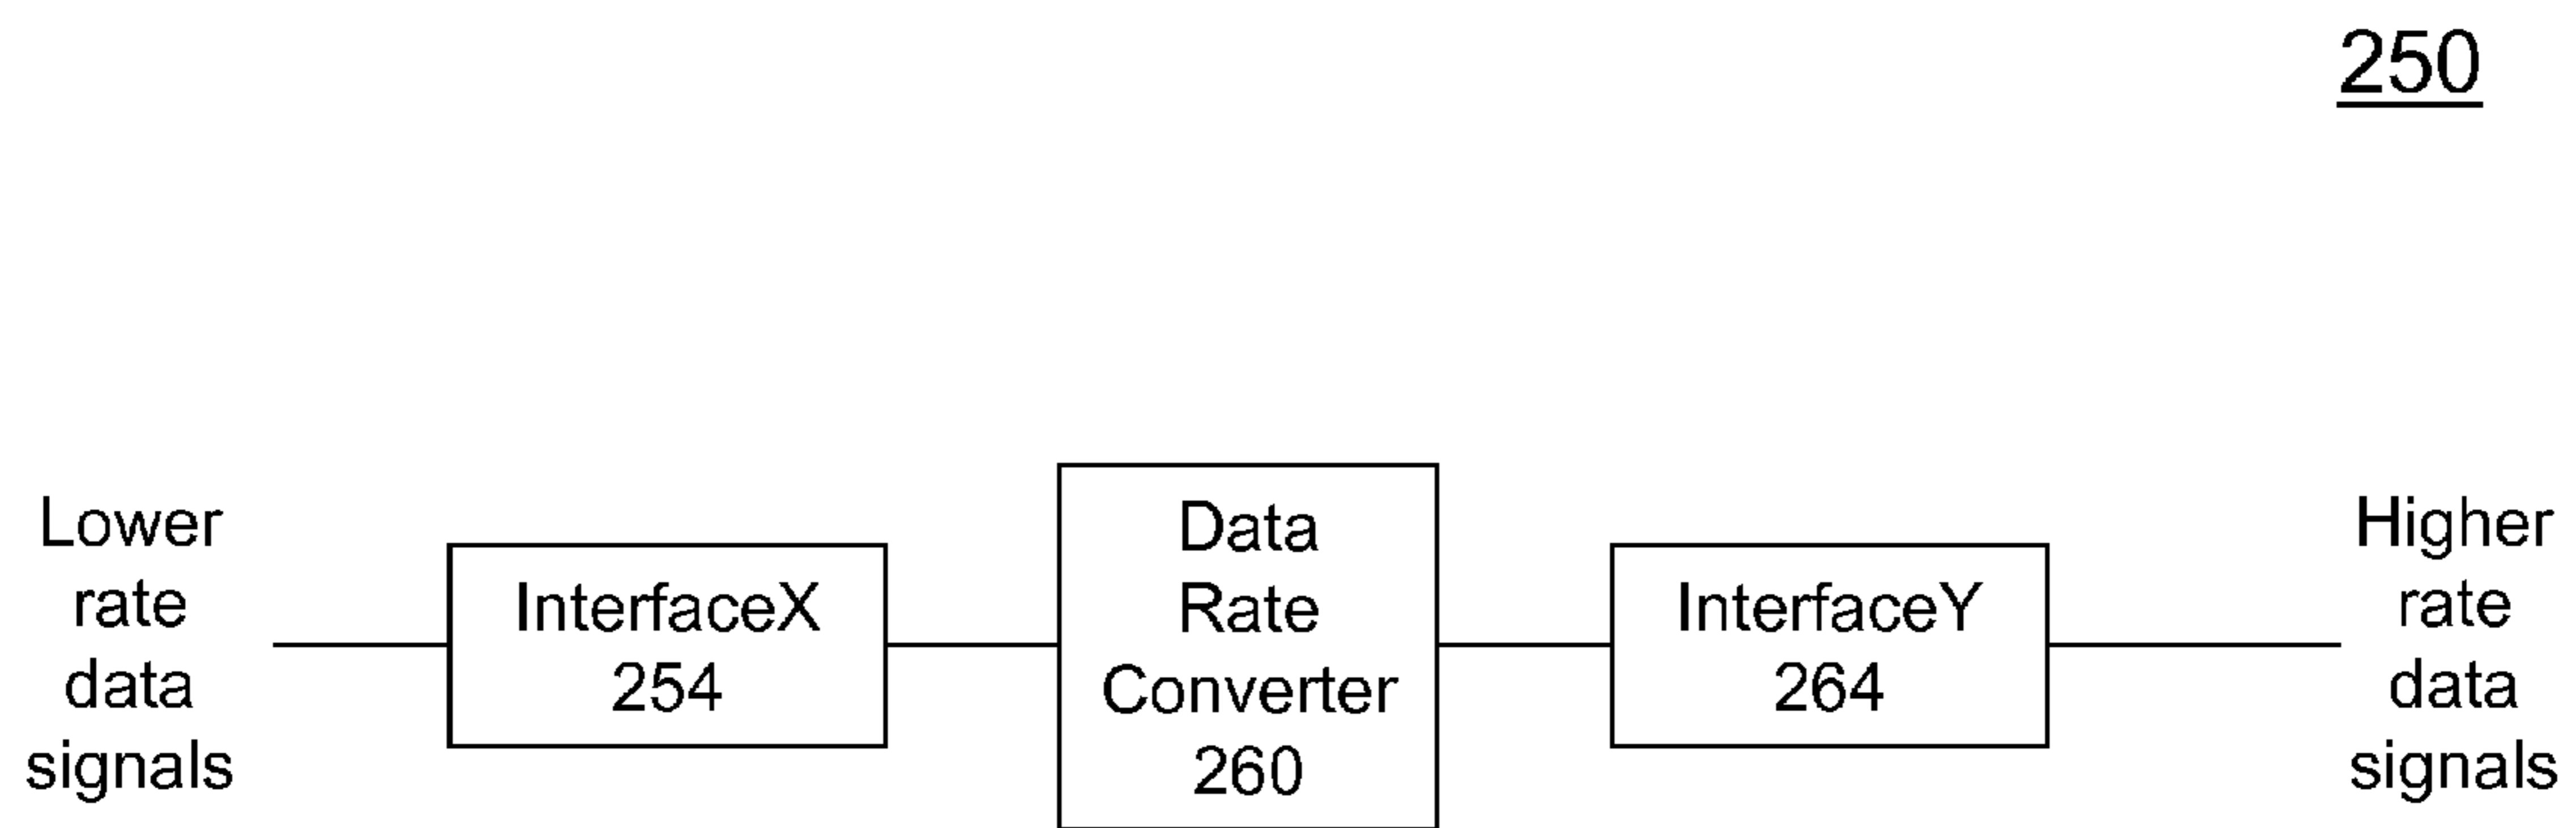 250
Lower
rate
data
signals
InterfaceX
254
Data
Rate
Converter
260
InterfaceY
264
Higher
rate
data
signals